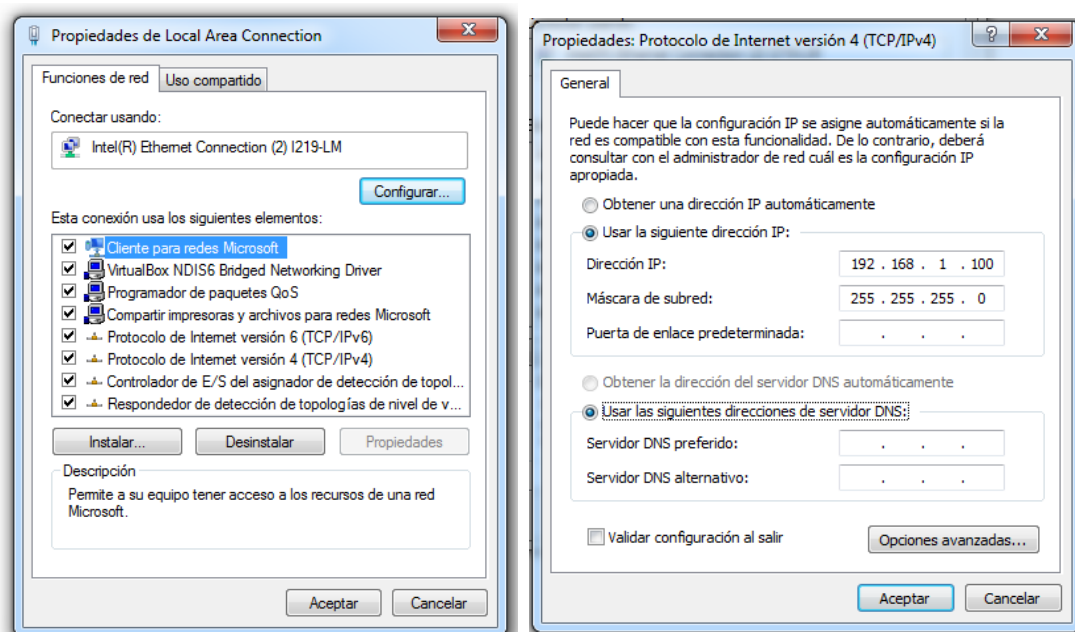 Propiedades de Local Area Connection
Funciones de red
Uso compartido
Conectar usando:
Intel(R) Ethernet Connection (2) I219-LM
Configurar...
Esta conexión usa los siguientes elementos:
Cliente para redes Microsoft
VirtualBox NDIS6 Bridged Networking Driver
Programador de paquetes QoS
Compartir impresoras y archivos para redes Microsoft
Protocolo de Internet versión 6 (TCP/IPv6)
Protocolo de Internet versión 4 (TCP/IPv4)
Controlador de E/S del asignador de detección de topol...
Respondedor de detección de topologías de nivel de v...
Instalar...
Desinstalar
Propiedades
Descripción
Permite a su equipo tener acceso a los recursos de una red
Microsoft.
Aceptar
Cancelar
Propiedades: Protocolo de Internet versión 4 (TCP/IPv4)
General
Puede hacer que la configuración IP se asigne automáticamente si la
red es compatible con esta funcionalidad. De lo contrario, deberá
consultar con el administrador de red cuál es la configuración IP
apropiada.
Obtener una dirección IP automáticamente
Usar la siguiente dirección IP:
Dirección IP: 192 . 168 . 1 . 100
Máscara de subred: 255 . 255 . 255 . 0
Puerta de enlace predeterminada: . . .
Obtener la dirección del servidor DNS automáticamente
Usar las siguientes direcciones de servidor DNS:
Servidor DNS preferido: . . .
Servidor DNS alternativo: . . .
Validar configuración al salir
Opciones avanzadas...
Aceptar
Cancelar